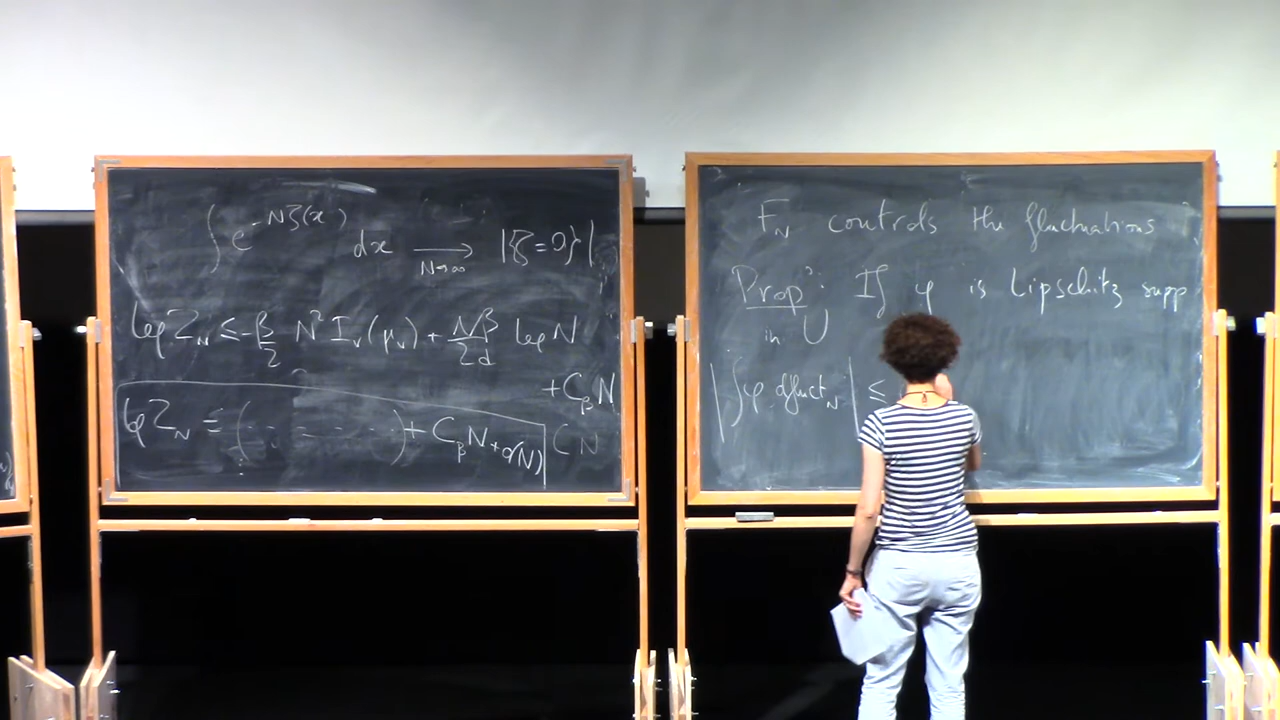 ∫ e^{-Nζ(x)} dx → |{ζ=0}|
N→∞
log Z_N ≤ -β/2 N² I_V(μ_V) + Nβ/2d log N
+ C_β N
log Z_N ≤ (... --- ---) + C_β N + o(N) CN
F_N controls the fluctuations
Prop: If φ is Lipschitz supp
in U
|∫ φ dfluct_N| ≤